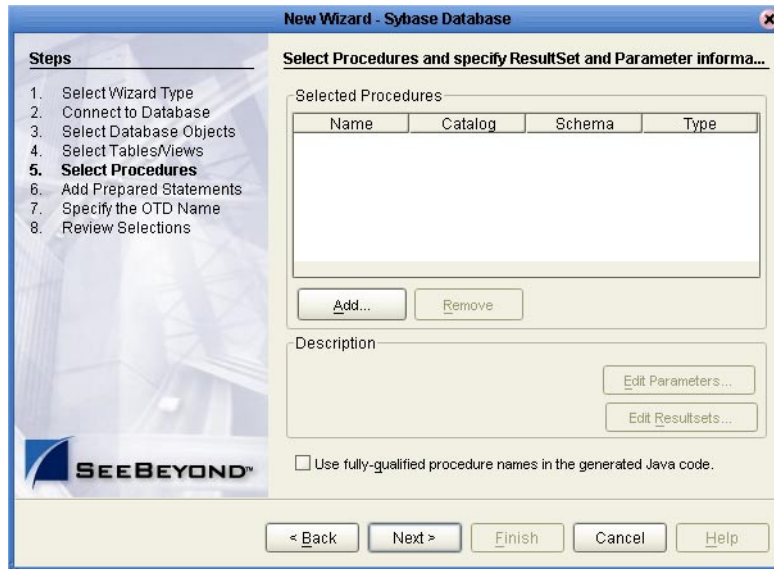 New Wizard - Sybase Database
Steps
1. Select Wizard Type
2. Connect to Database
3. Select Database Objects
4. Select Tables/Views
5. Select Procedures
6. Add Prepared Statements
7. Specify the OTD Name
8. Review Selections
SEEBEYOND™
Select Procedures and specify ResultSet and Parameter informa...
Selected Procedures
Name Catalog Schema Type
Add... Remove
Description
Edit Parameters...
Edit Resultsets...
Use fully-qualified procedure names in the generated Java code.
< Back Next > Finish Cancel Help